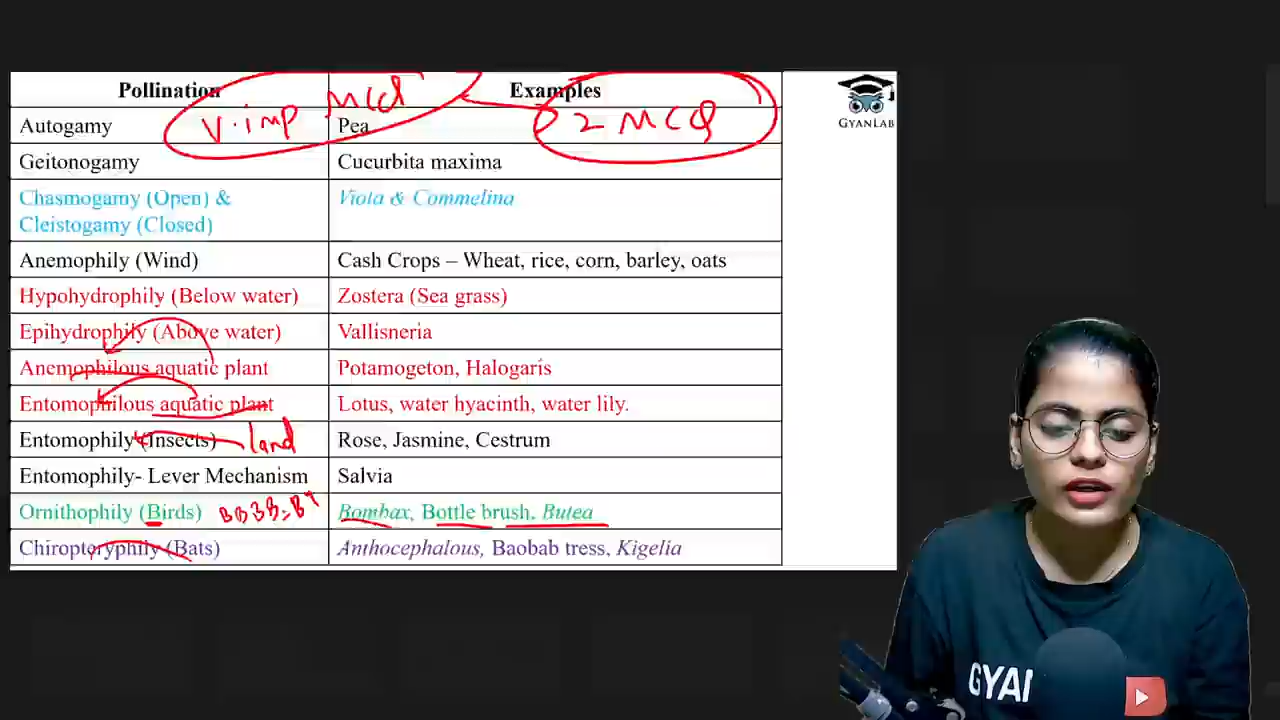 Pollination Examples
V. imp MCQ
2 MCQ
GYANLAB
Autogamy Pea
Geitonogamy Cucurbita maxima
Chasmogamy (Open) & Viola & Commelina
Cleistogamy (Closed)
Anemophily (Wind) Cash Crops – Wheat, rice, corn, barley, oats
Hypohydrophily (Below water) Zostera (Sea grass)
Epihydrophily (Above water) Vallisneria
Anemophilous aquatic plant Potamogeton, Halogaris
Entomophilous aquatic plant Lotus, water hyacinth, water lily.
Entomophily (Insects) land Rose, Jasmine, Cestrum
Entomophily- Lever Mechanism Salvia
Ornithophily (Birds) Bombax, Bottle brush, Butea
Chiropteryphily (Bats) Anthocephalous, Baobab tress, Kigelia
GYAN